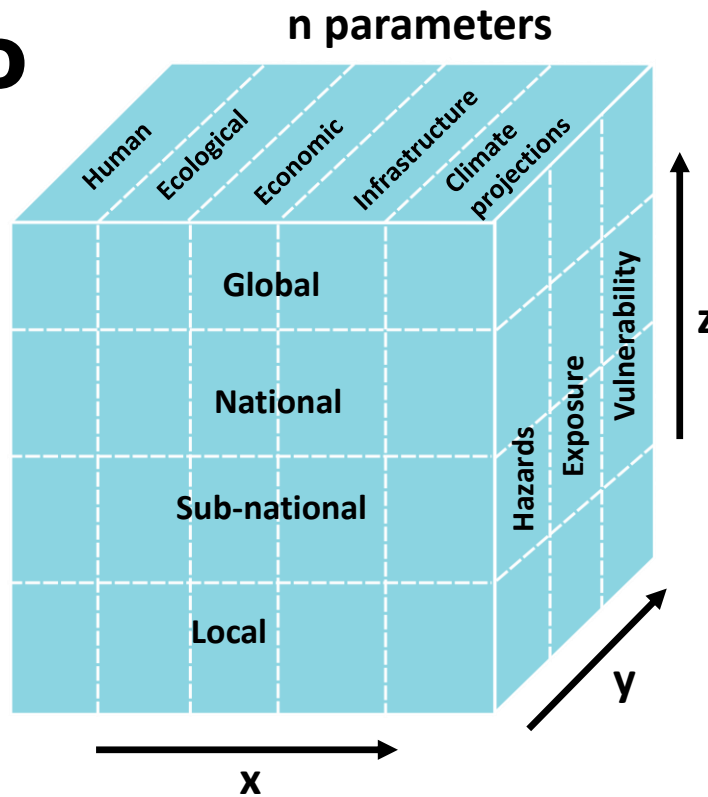 n parameters
Human
Ecological
Economic
Infrastructure
Climate
projections
Global
National
Sub-national
Local
Hazards
Exposure
Vulnerability
z
y
x